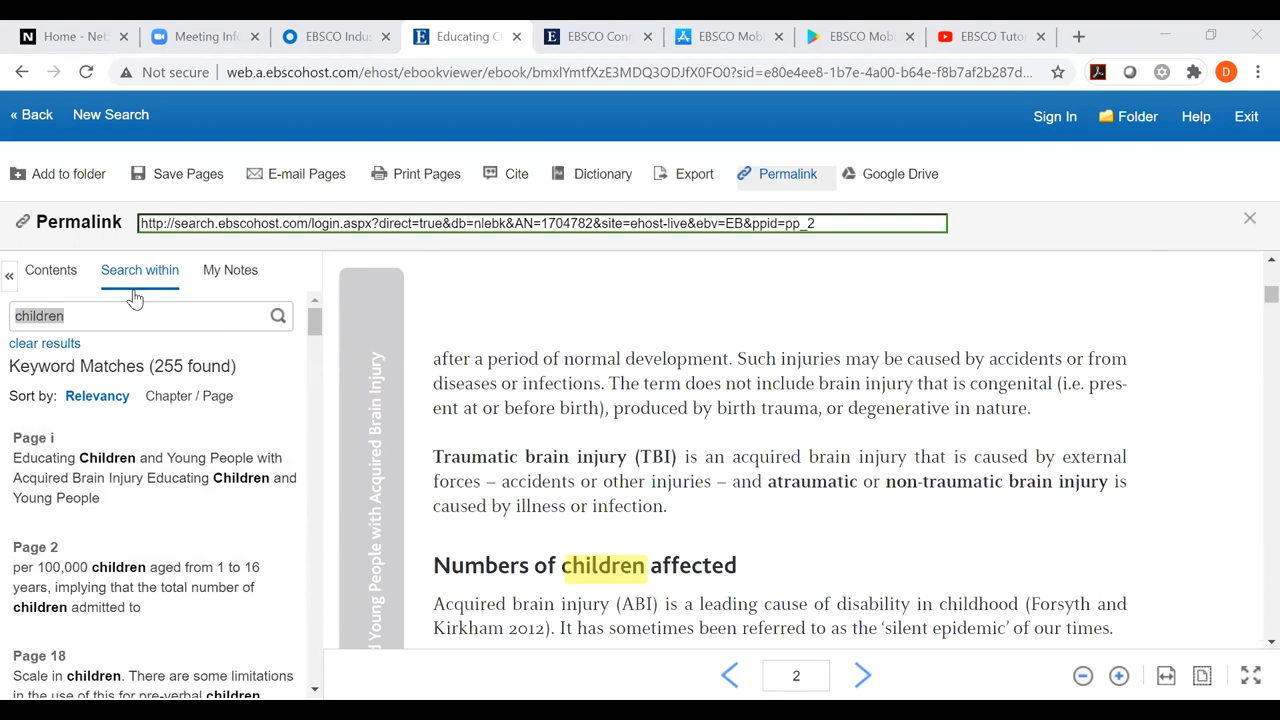 Home - Net
Meeting Inf
EBSCO Indu
Educating C
EBSCO Con
EBSCO Mob
EBSCO Mobi
EBSCO Tuto
Not secure
web.a.ebscohost.com/ehost/ebookviewer/ebook/bmxlYmtfXzE3MDQ3ODJfX0FO0?sid=e80e4ee8-1b7e-4a00-b64e-f8b7af2b287d...
D
« Back
New Search
Sign In
Folder
Help
Exit
Add to folder
Save Pages
E-mail Pages
Print Pages
Cite
Dictionary
Export
Permalink
Google Drive
Permalink
http://search.ebscohost.com/login.aspx?direct=true&db=nlebk&AN=1704782&site=ehost-live&ebv=EB&ppid=pp_2
«
Contents
Search within
My Notes
children
clear results
Keyword Matches (255 found)
Sort by: Relevancy Chapter / Page
Page i
Educating Children and Young People with
Acquired Brain Injury Educating Children and
Young People
Page 2
per 100,000 children aged from 1 to 16
years, implying that the total number of
children admitted to
Page 18
Scale in children. There are some limitations
in the use of this for pre-verbal children
Young People with Acquired Brain Injury
after a period of normal development. Such injuries may be caused by accidents or from
diseases or infections. The term does not include brain injury that is congenital (i.e. pres-
ent at or before birth), produced by birth trauma, or degenerative in nature.
Traumatic brain injury (TBI) is an acquired brain injury that is caused by external
forces – accidents or other injuries – and atraumatic or non-traumatic brain injury is
caused by illness or infection.
Numbers of children affected
Acquired brain injury (ABI) is a leading cause of disability in childhood (Forsyth and
Kirkham 2012). It has sometimes been referred to as the ‘silent epidemic’ of our times.
2